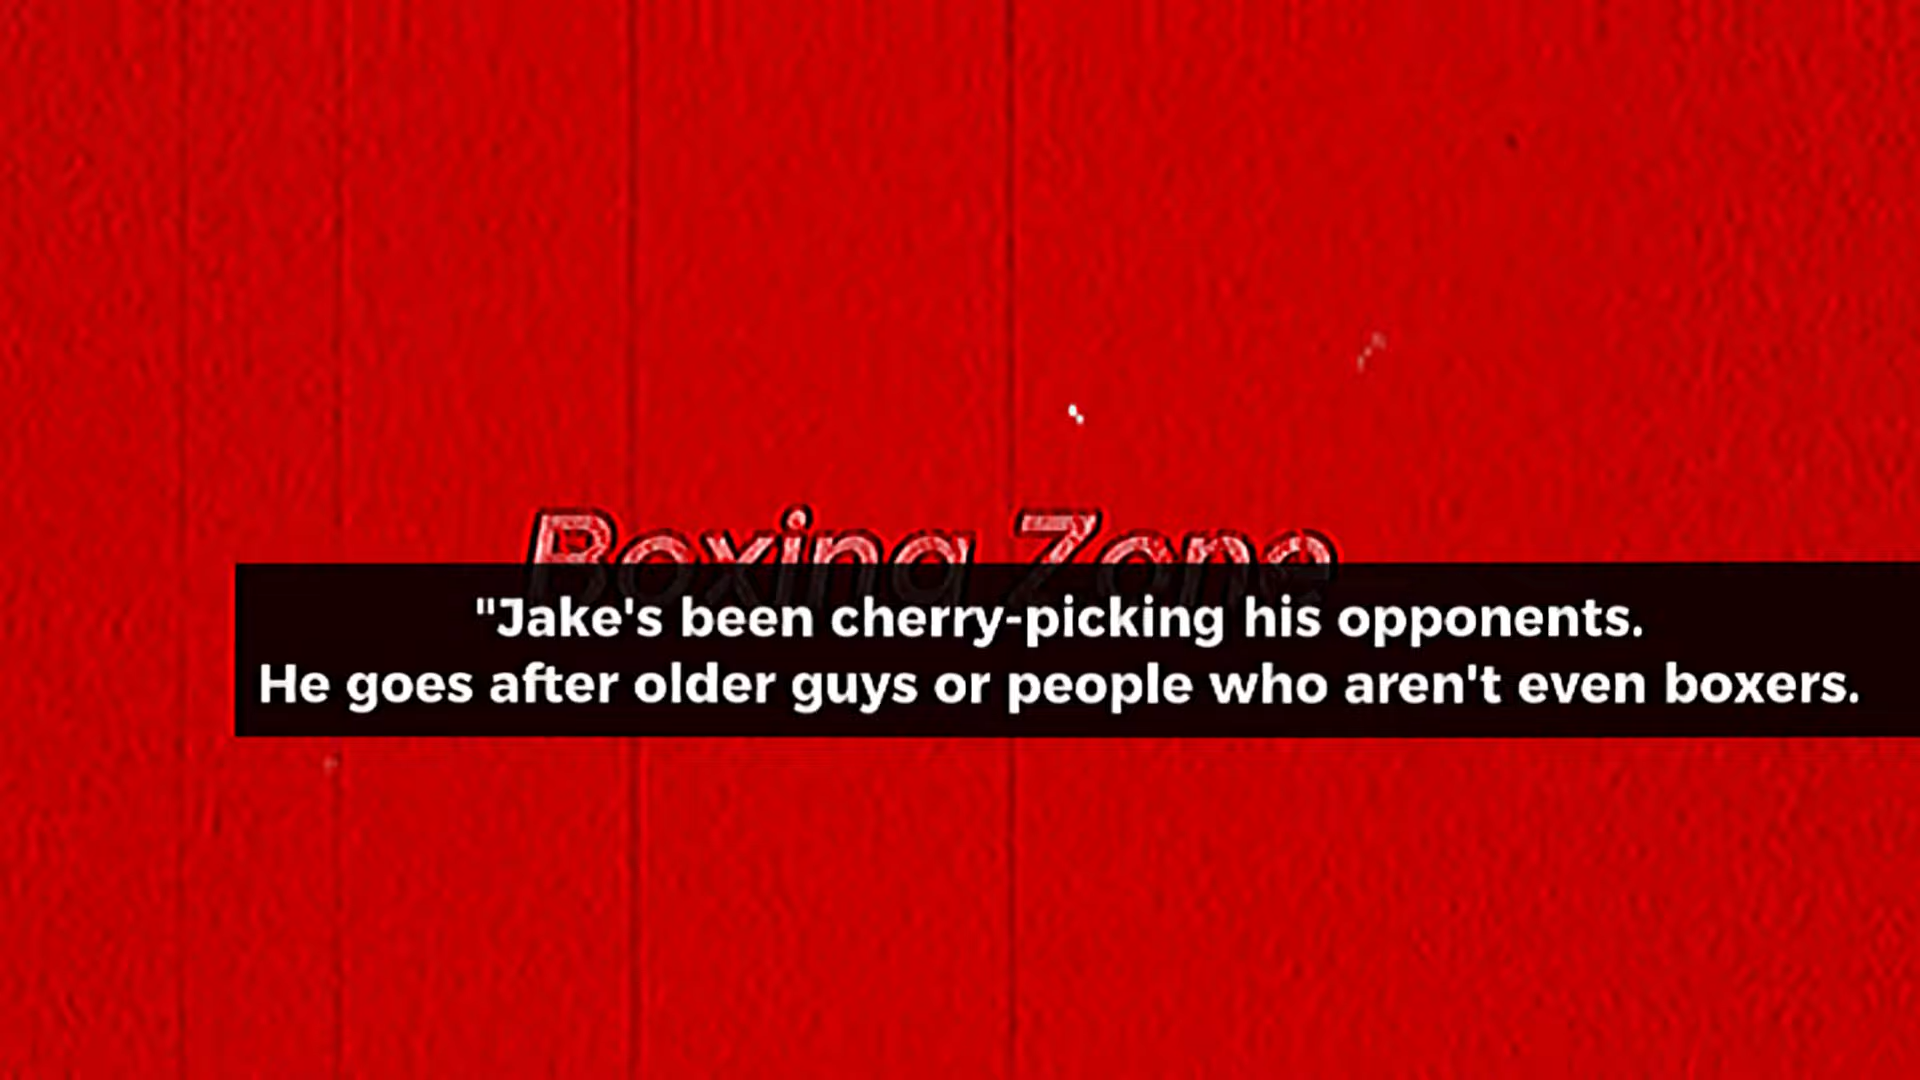 Boxing Zone
"Jake's been cherry-picking his opponents.
He goes after older guys or people who aren't even boxers.